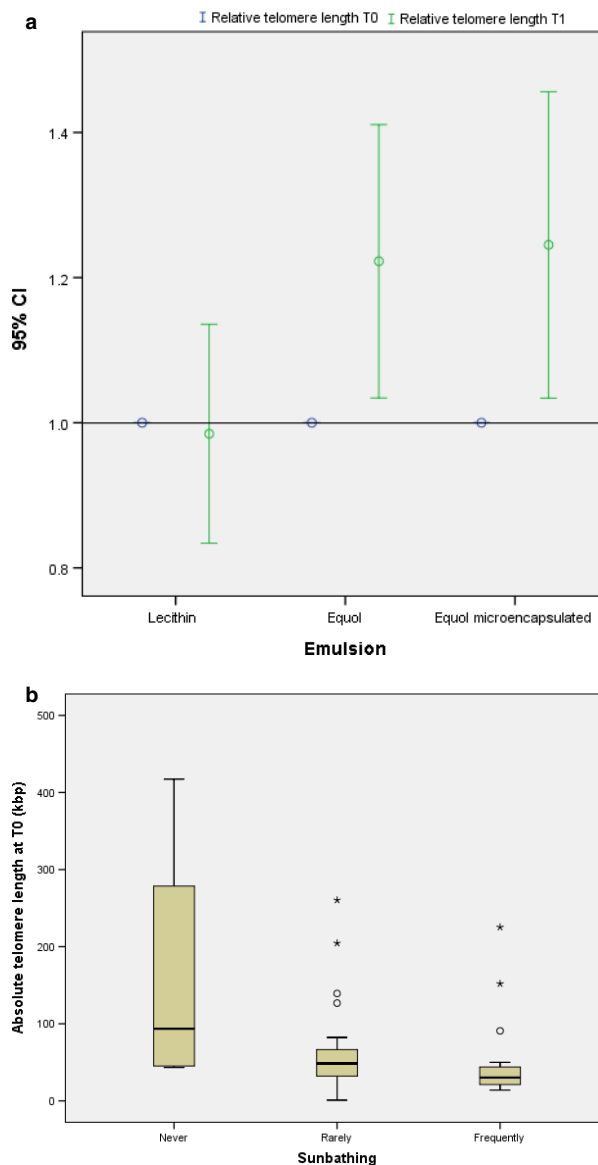 a
Relative telomere length T0 Relative telomere length T1
95% CI
1.4
1.2
1.0
0.8
Lecithin Equol Equol microencapsulated
Emulsion
b
Absolute telomere length at T0 (kbp)
500
400
300
200
100
0
Never Rarely Frequently
Sunbathing